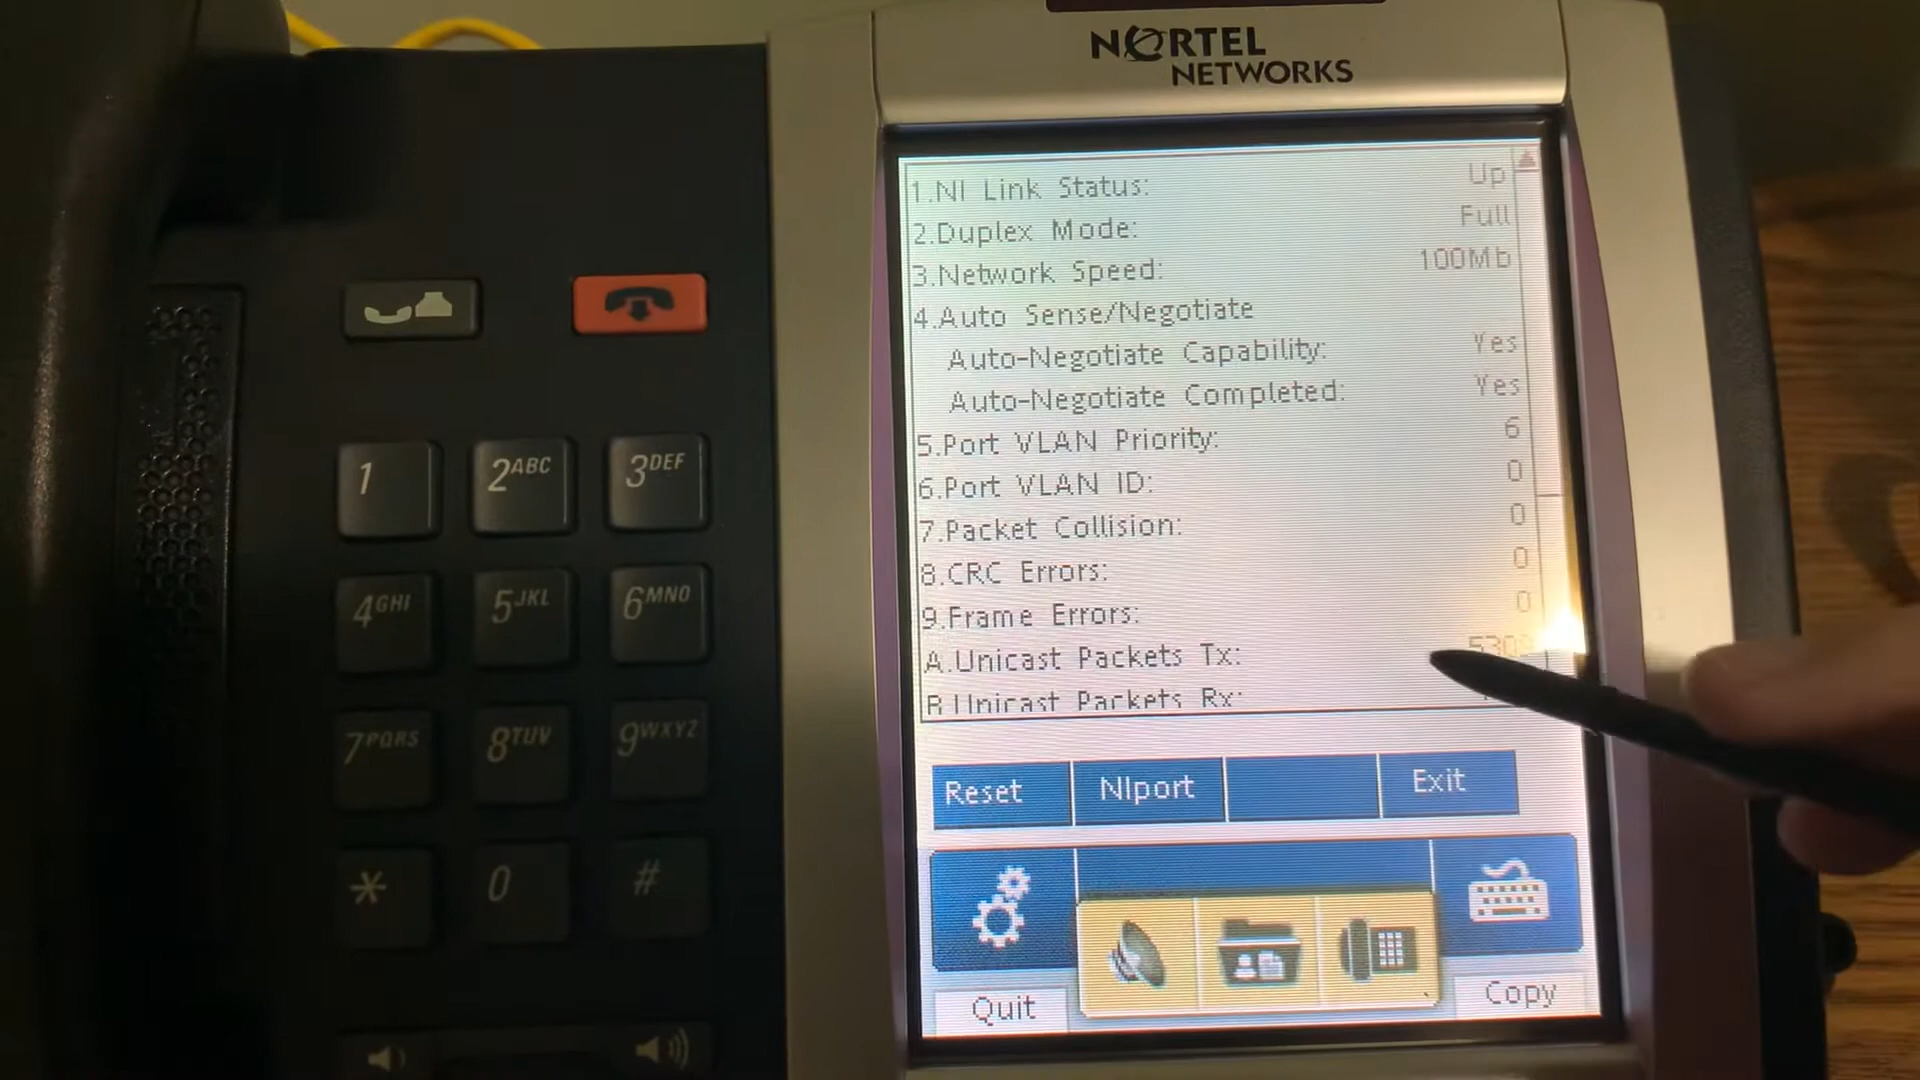 NORTEL
NETWORKS
1.NI Link Status: Up
2.Duplex Mode: Full
3.Network Speed: 100Mb
4.Auto Sense/Negotiate
Auto-Negotiate Capability: Yes
Auto-Negotiate Completed: Yes
5.Port VLAN Priority: 6
6.Port VLAN ID: 0
7.Packet Collision: 0
8.CRC Errors: 0
9.Frame Errors: 0
A.Unicast Packets Tx:
B.Unicast Packets Rx:
Reset NIport Exit
Quit Copy
1 2ABC 3DEF
4GHI 5JKL 6MNO
7PQRS 8TUV 9WXYZ
* 0 #